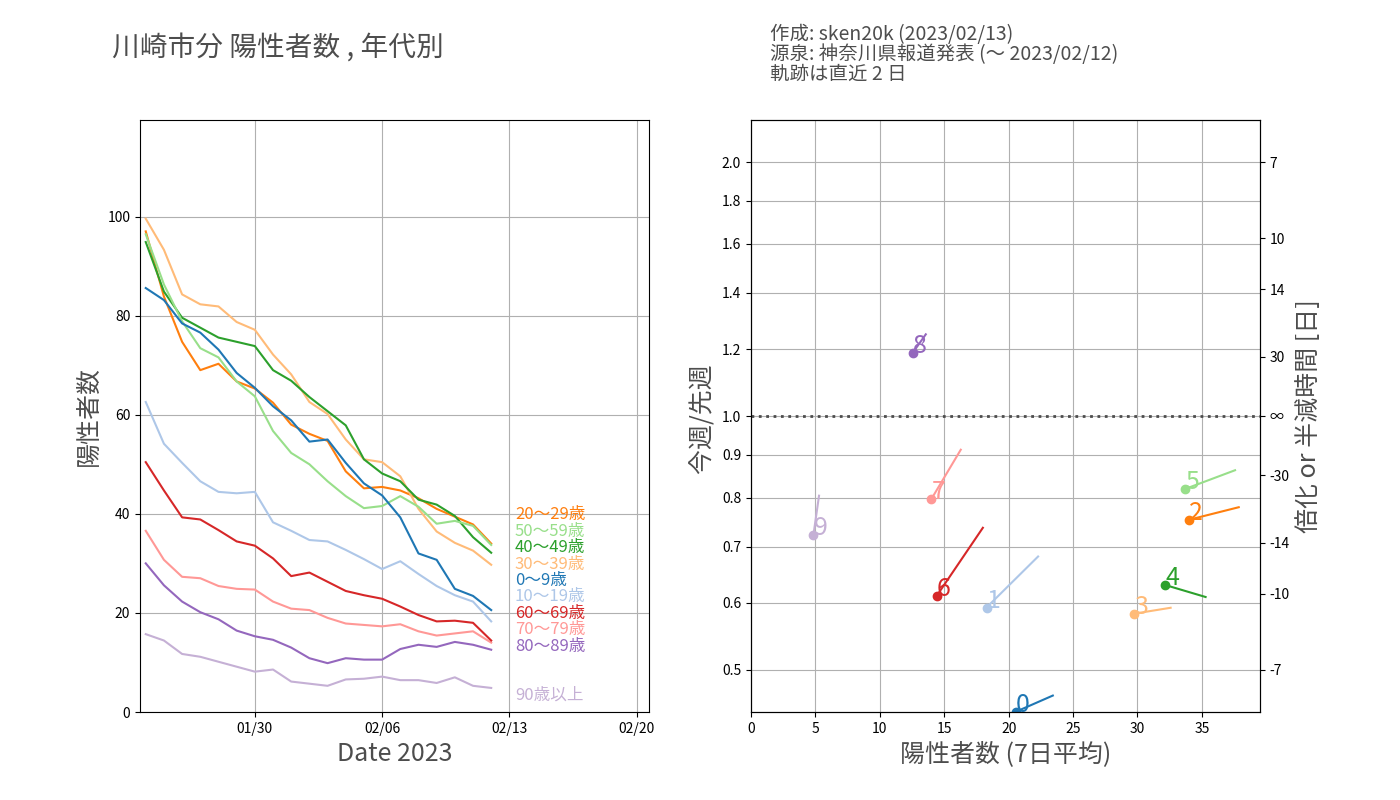 川崎市分 陽性者数 , 年代別
作成: sken20k (2023/02/13)
源泉: 神奈川県報道発表 (～ 2023/02/12)
軌跡は直近 2 日
陽性者数
100
80
60
40
20
0
20～29歳
50～59歳
40～49歳
30～39歳
0～9歳
10～19歳
60～69歳
70～79歳
80～89歳
90歳以上
01/30
02/06
02/13
02/20
Date 2023
今週/先週
2.0
1.8
1.6
1.4
1.2
1.0
0.9
0.8
0.7
0.6
0.5
8
7
5
9
2
6
4
1
3
0
7
10
14
30
∞
-30
-14
-10
-7
倍化 or 半減時間 [日]
0
5
10
15
20
25
30
35
陽性者数 (7日平均)